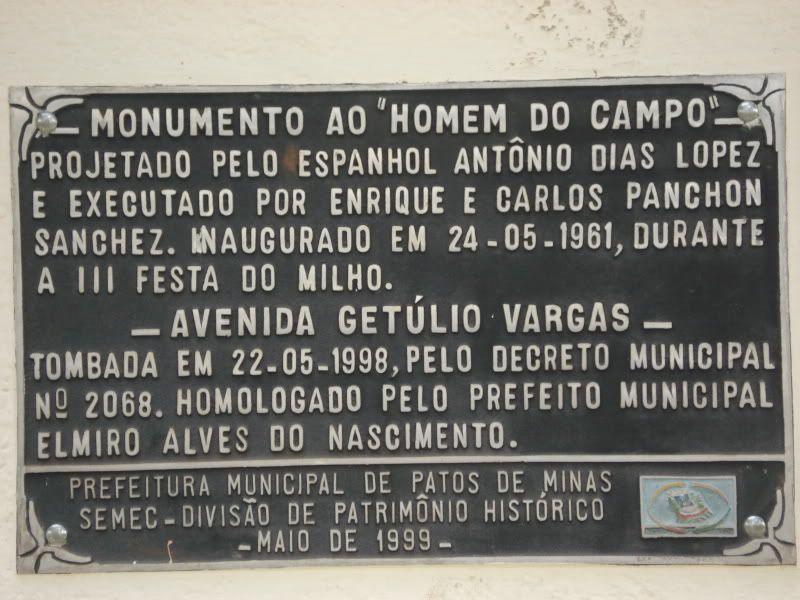 MONUMENTO AO "HOMEM DO CAMPO"
PROJETADO PELO ESPANHOL ANTÔNIO DIAS LOPEZ
E EXECUTADO POR ENRIQUE E CARLOS PANCHON
SANCHEZ. INAUGURADO EM 24-05-1961, DURANTE
A III FESTA DO MILHO.
— AVENIDA GETÚLIO VARGAS —
TOMBADA EM 22-05-1998, PELO DECRETO MUNICIPAL
Nº 2068. HOMOLOGADO PELO PREFEITO MUNICIPAL
ELMIRO ALVES DO NASCIMENTO.
PREFEITURA MUNICIPAL DE PATOS DE MINAS
SEMEC-DIVISÃO DE PATRIMÔNIO HISTÓRICO
-MAIO DE 1999-